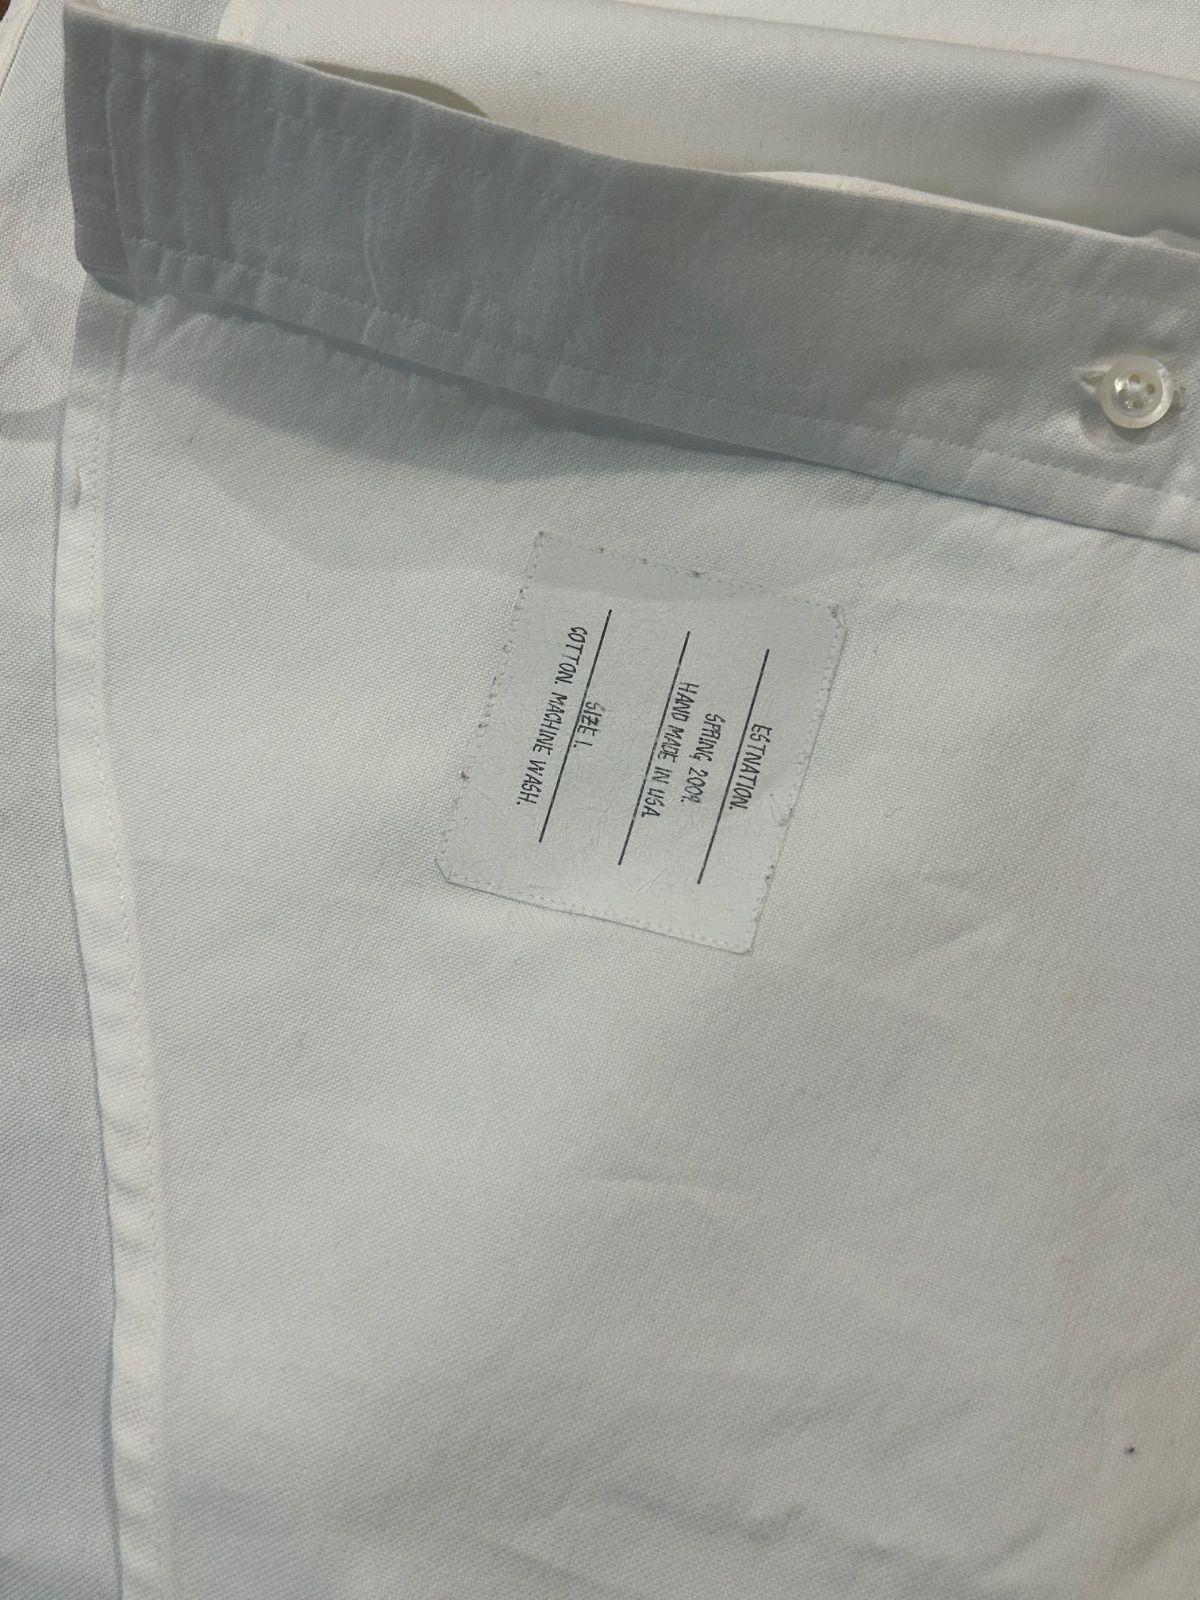 ESTNATION.
SPRING 2009.
HAND MADE IN USA.
SIZE 1.
COTTON. MACHINE WASH.